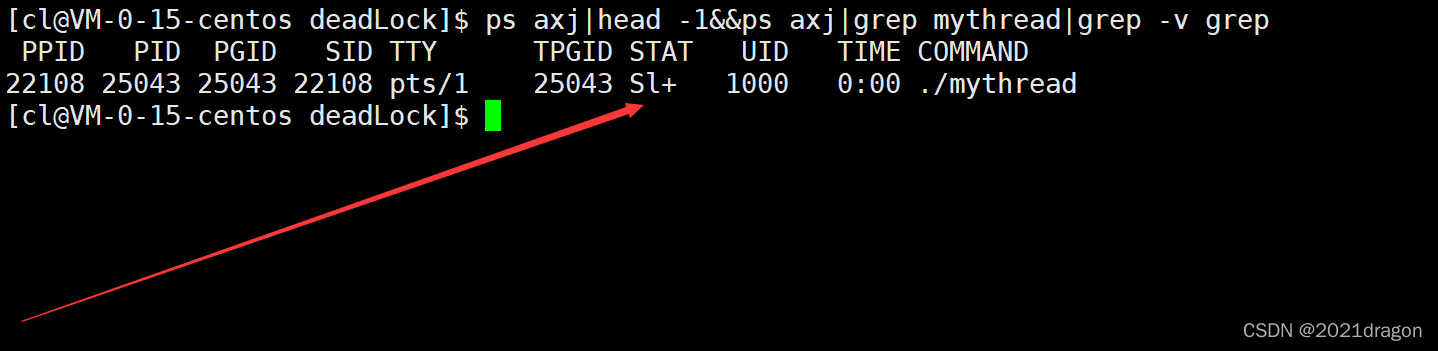 [cl@VM-0-15-centos deadLock]$ ps axj|head -1&&ps axj|grep mythread|grep -v grep
 PPID   PID  PGID   SID TTY      TPGID STAT   UID   TIME COMMAND
22108 25043 25043 22108 pts/1    25043 Sl+   1000   0:00 ./mythread
[cl@VM-0-15-centos deadLock]$
CSDN @2021dragon